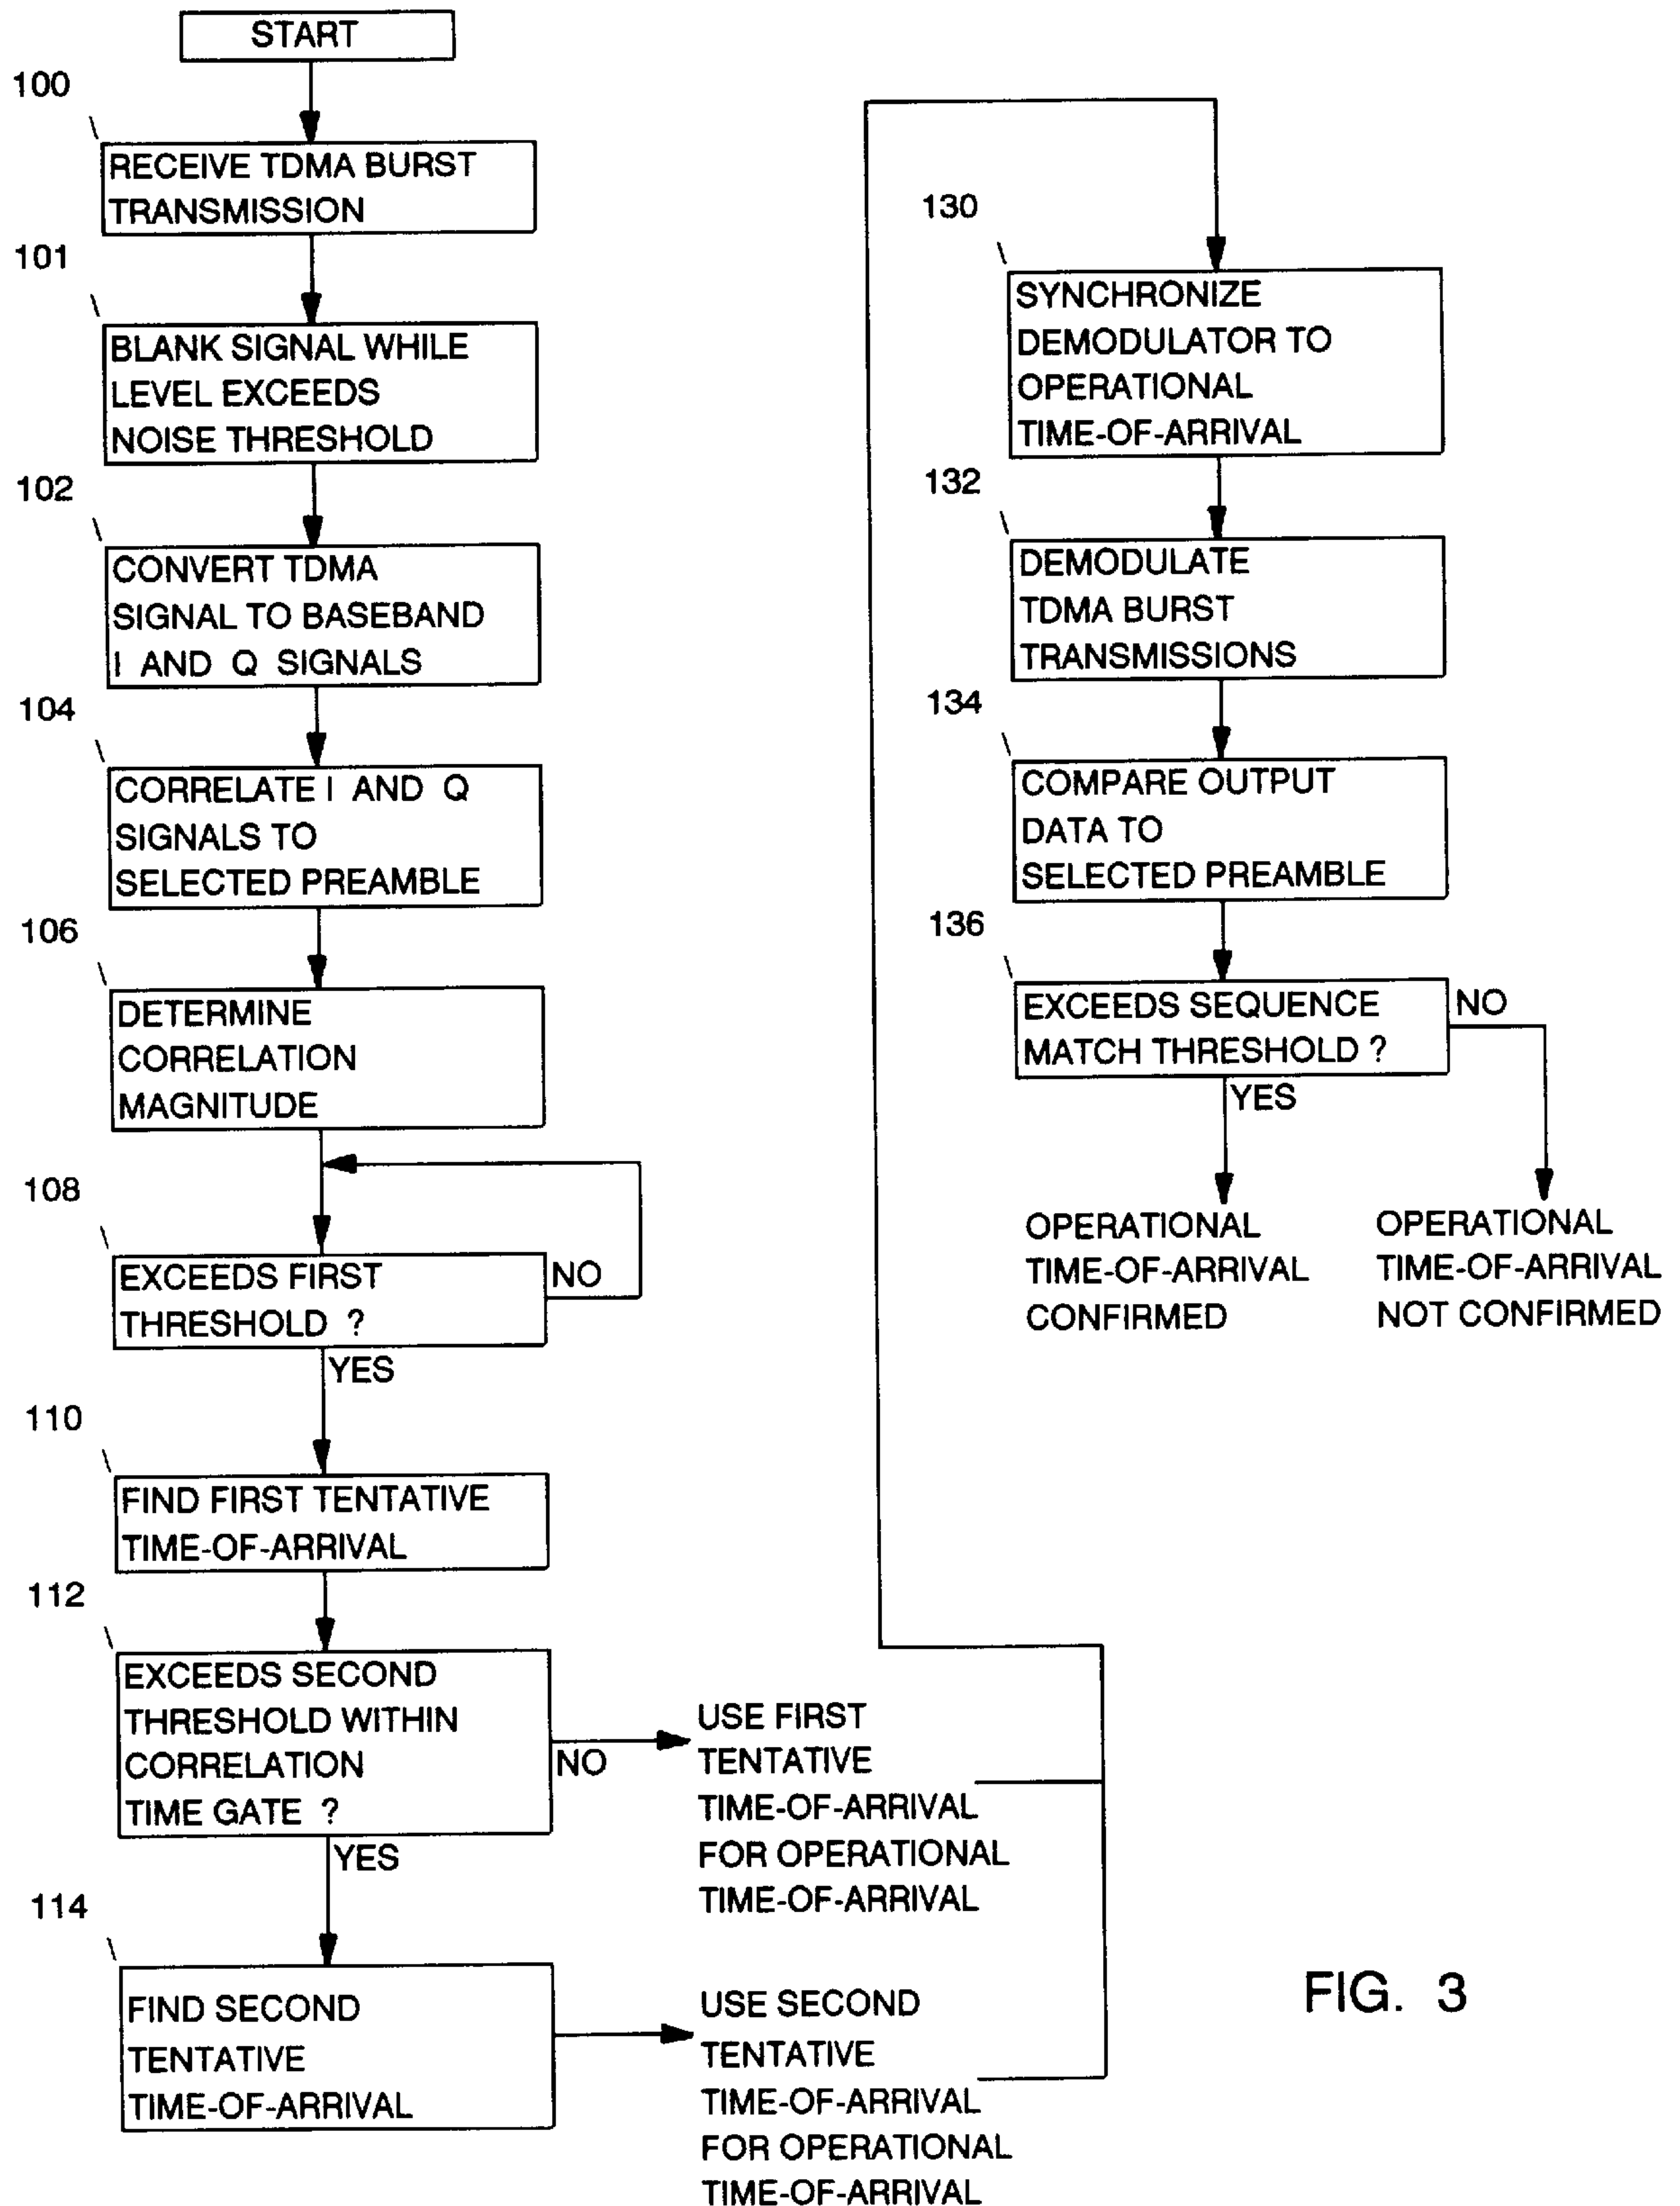 START
100
RECEIVE TDMA BURST
TRANSMISSION
101
BLANK SIGNAL WHILE
LEVEL EXCEEDS
NOISE THRESHOLD
102
CONVERT TDMA
SIGNAL TO BASEBAND
I AND Q SIGNALS
104
CORRELATE I AND Q
SIGNALS TO
SELECTED PREAMBLE
106
DETERMINE
CORRELATION
MAGNITUDE
108
EXCEEDS FIRST
THRESHOLD ?
NO
YES
110
FIND FIRST TENTATIVE
TIME-OF-ARRIVAL
112
EXCEEDS SECOND
THRESHOLD WITHIN
CORRELATION
TIME GATE ?
NO
YES
USE FIRST
TENTATIVE
TIME-OF-ARRIVAL
FOR OPERATIONAL
TIME-OF-ARRIVAL
114
FIND SECOND
TENTATIVE
TIME-OF-ARRIVAL
USE SECOND
TENTATIVE
TIME-OF-ARRIVAL
FOR OPERATIONAL
TIME-OF-ARRIVAL
130
SYNCHRONIZE
DEMODULATOR TO
OPERATIONAL
TIME-OF-ARRIVAL
132
DEMODULATE
TDMA BURST
TRANSMISSIONS
134
COMPARE OUTPUT
DATA TO
SELECTED PREAMBLE
136
EXCEEDS SEQUENCE
MATCH THRESHOLD ?
NO
YES
OPERATIONAL
TIME-OF-ARRIVAL
CONFIRMED
OPERATIONAL
TIME-OF-ARRIVAL
NOT CONFIRMED
FIG. 3